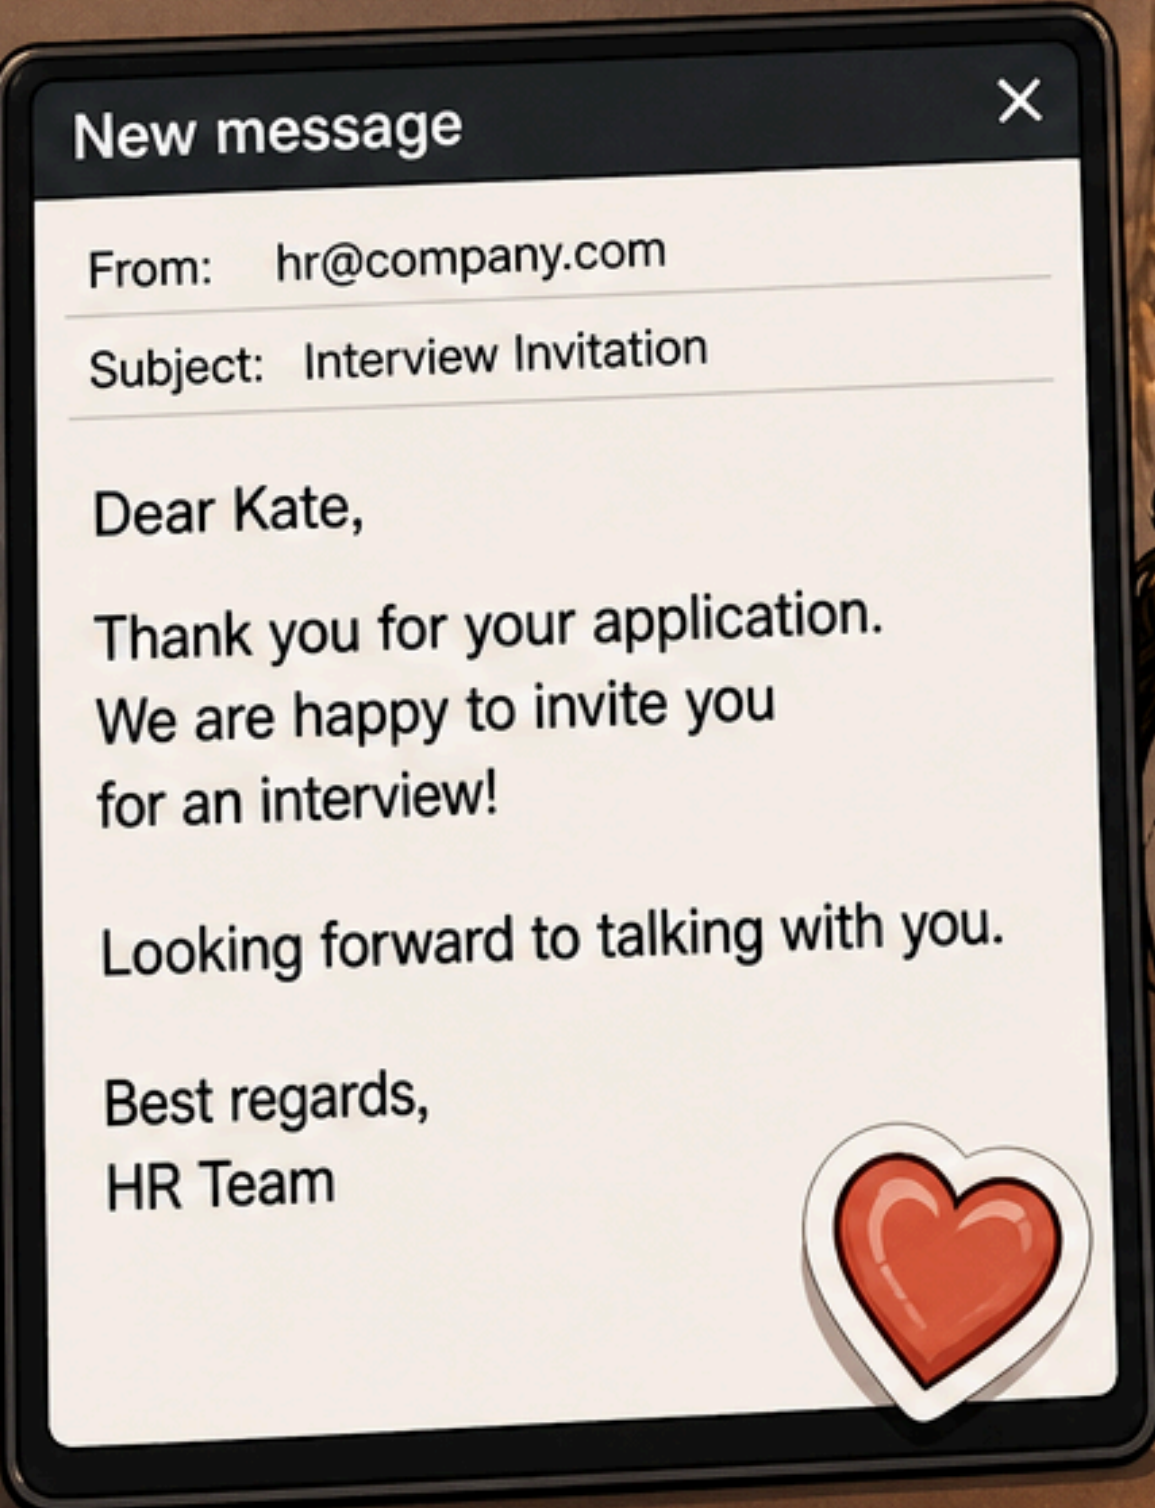 New message
From: hr@company.com
Subject: Interview Invitation
Dear Kate,
Thank you for your application.
We are happy to invite you
for an interview!
Looking forward to talking with you.
Best regards,
HR Team